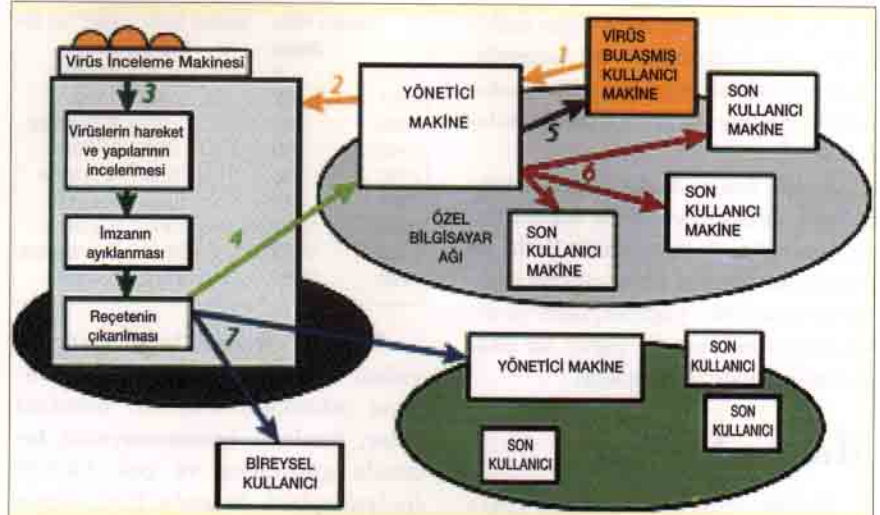 Virüs İnceleme Makinesi
3
Virüslerin hareket
ve yapılarının
incelenmesi
İmzanın
ayıklanması
Reçetenin
çıkarılması
2
1
YÖNETİCİ
MAKİNE
VIRÜS
BULAŞMIŞ
KULLANICI
MAKİNE
5
SON
KULLANICI
MAKİNE
6
SON
KULLANICI
MAKİNE
ÖZEL
BİLGİSAYAR
AĞI
SON
KULLANICI
MAKİNE
4
7
BİREYSEL
KULLANICI
YÖNETİCİ MAKİNE
SON
KULLANICI
SON
KULLANICI
SON
KULLANICI